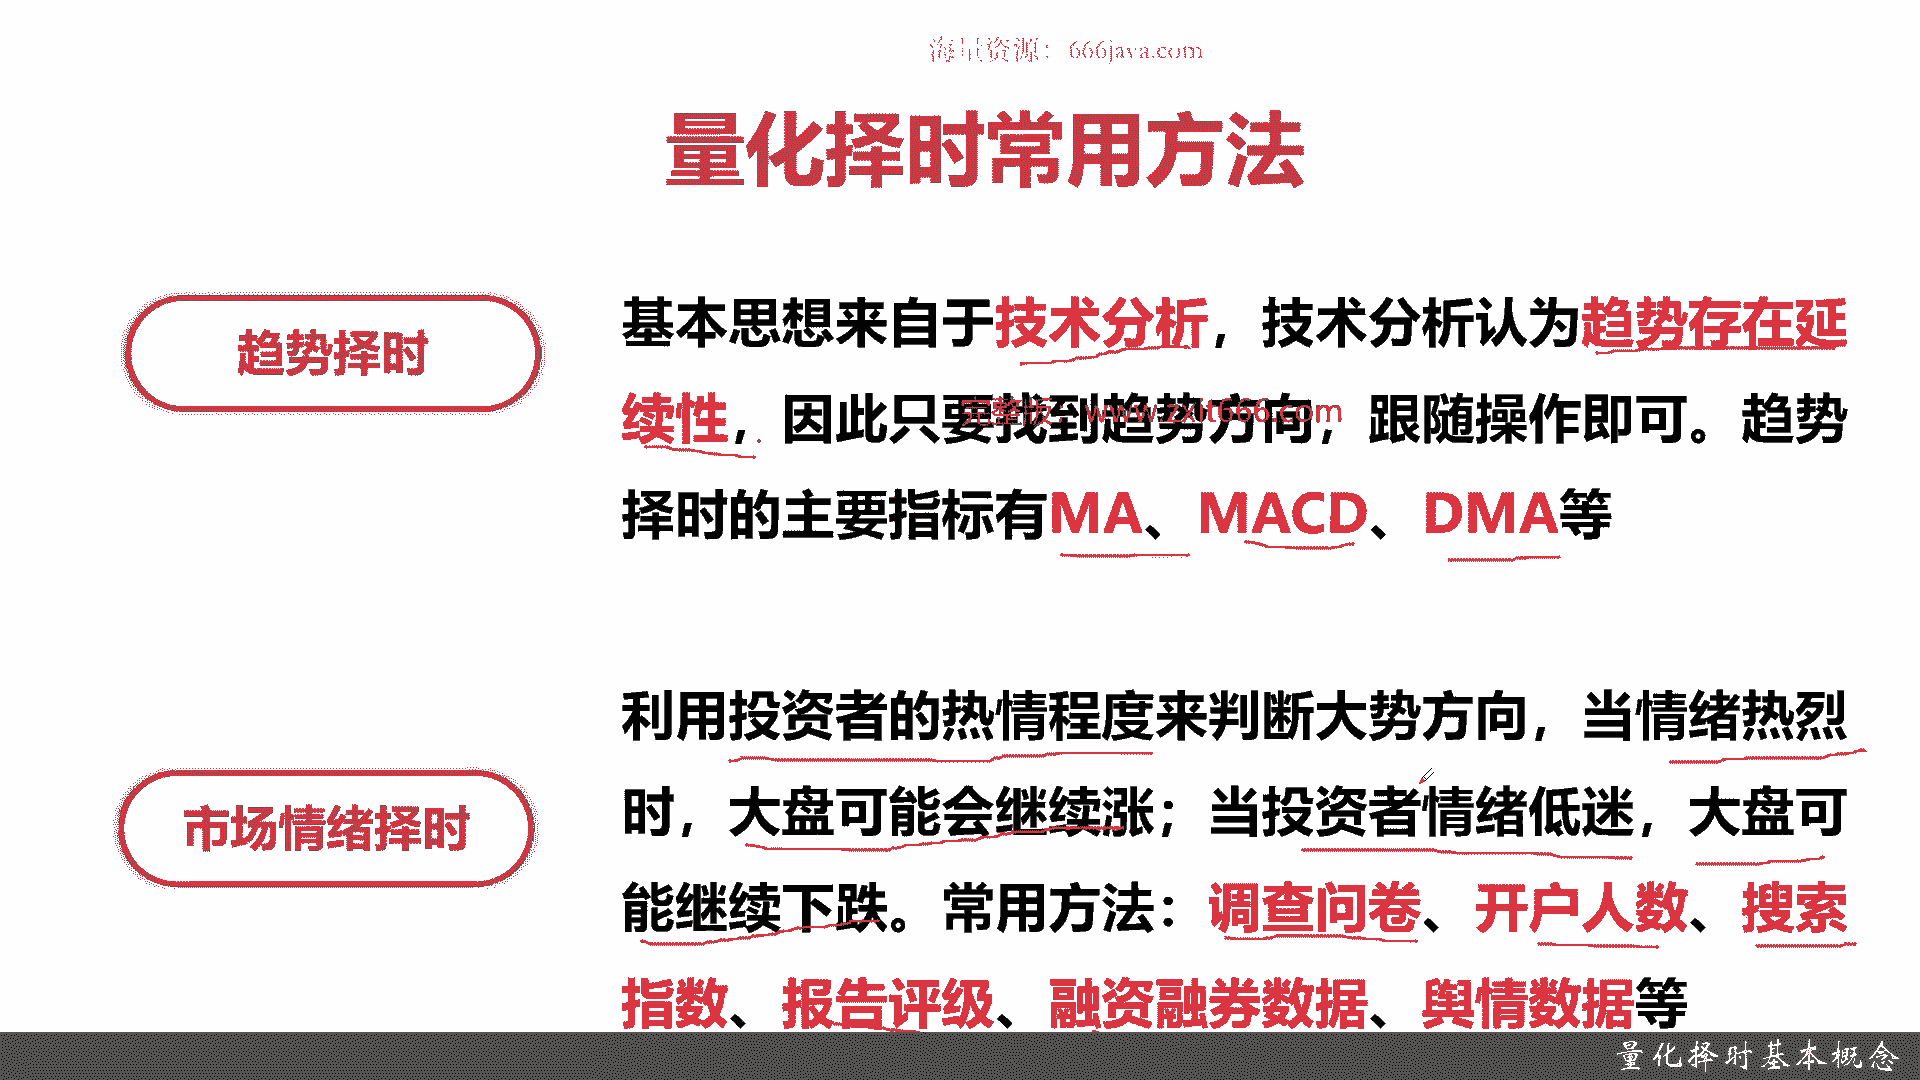 海量资源：666java.com
量化择时常用方法
趋势择时
基本思想来自于技术分析，技术分析认为趋势存在延
续性，因此只要找到趋势方向，跟随操作即可。趋势
完整版：www.zxit666.com
择时的主要指标有MA、MACD、DMA等
市场情绪择时
利用投资者的热情程度来判断大势方向，当情绪热烈
时，大盘可能会继续涨；当投资者情绪低迷，大盘可
能继续下跌。常用方法：调查问卷、开户人数、搜索
指数、报告评级、融资融券数据、舆情数据等
量化择时基本概念